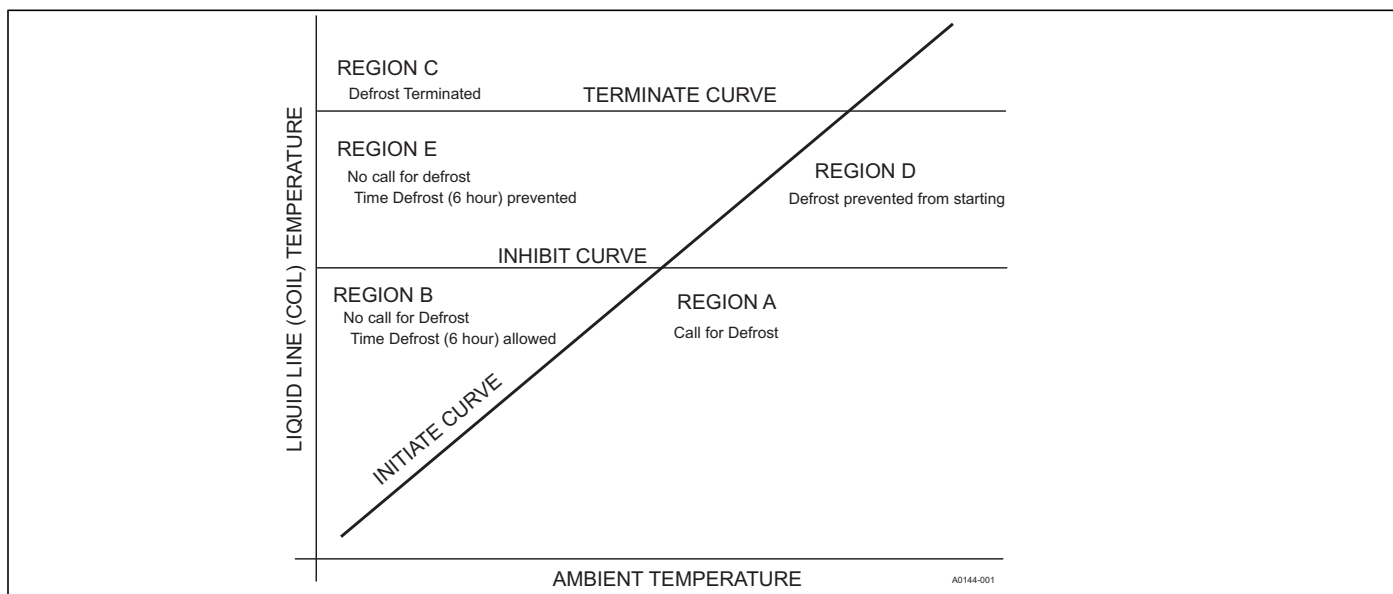 REGION C
Defrost Terminated
TERMINATE CURVE
REGION E
No call for defrost
Time Defrost (6 hour) prevented
REGION D
Defrost prevented from starting
INHIBIT CURVE
REGION B
No call for Defrost
Time Defrost (6 hour) allowed
REGION A
Call for Defrost
INITIATE CURVE
LIQUID LINE (COIL) TEMPERATURE
AMBIENT TEMPERATURE
A0144-001